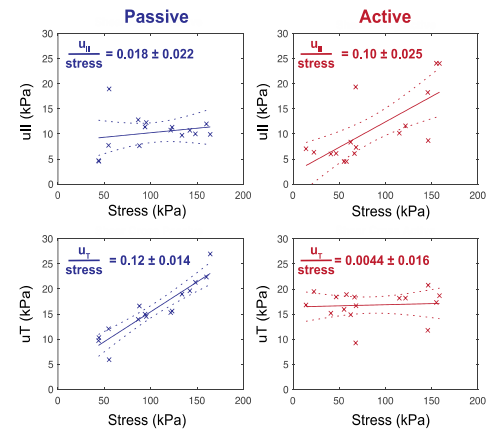 Passive
Active
30
25
20
15
10
5
0
uII (kPa)
uII
stress
= 0.018 ± 0.022
0
50
100
150
200
Stress (kPa)
30
25
20
15
10
5
0
uII (kPa)
uII
stress
= 0.10 ± 0.025
0
50
100
150
200
Stress (kPa)
30
25
20
15
10
5
0
uT (kPa)
uT
stress
= 0.12 ± 0.014
0
50
100
150
200
Stress (kPa)
30
25
20
15
10
5
0
uT (kPa)
uT
stress
= 0.0044 ± 0.016
0
50
100
150
200
Stress (kPa)